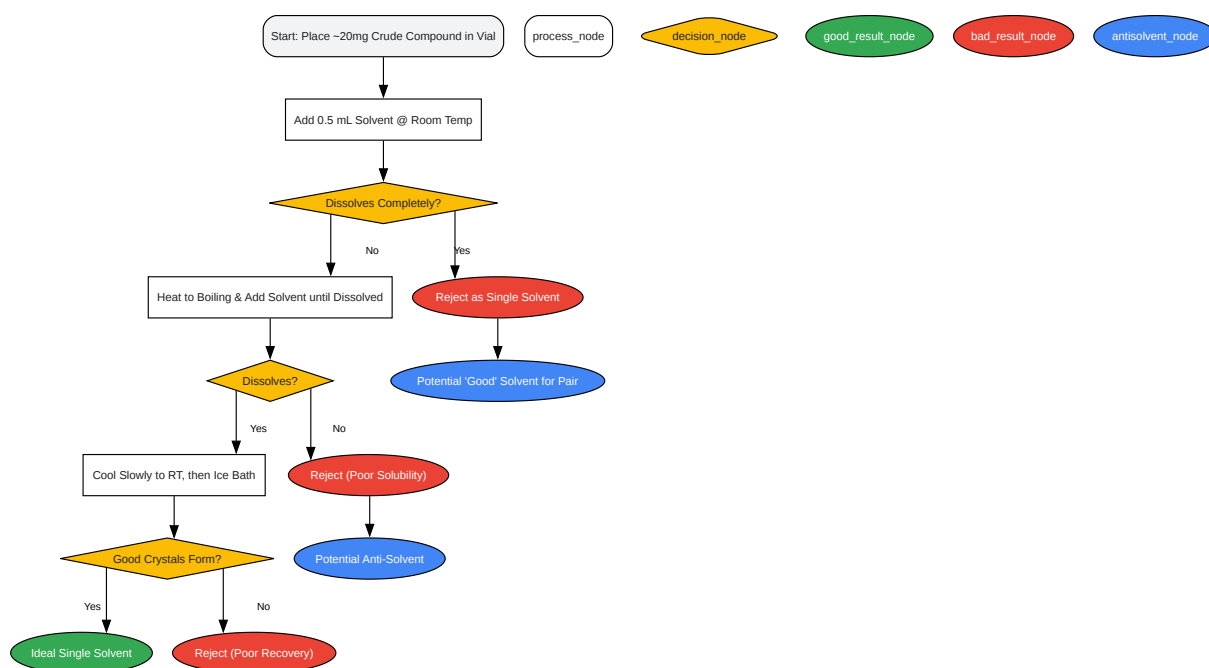 Start: Place ~20mg Crude Compound in Vial
process_node
decision_node
good_result_node
bad_result_node
antisolvent_node
Add 0.5 mL Solvent @ Room Temp
Dissolves Completely?
No
Yes
Heat to Boiling & Add Solvent until Dissolved
Reject as Single Solvent
Dissolves?
Potential 'Good' Solvent for Pair
Yes
No
Cool Slowly to RT, then Ice Bath
Reject (Poor Solubility)
Good Crystals Form?
Potential Anti-Solvent
Yes
No
Ideal Single Solvent
Reject (Poor Recovery)